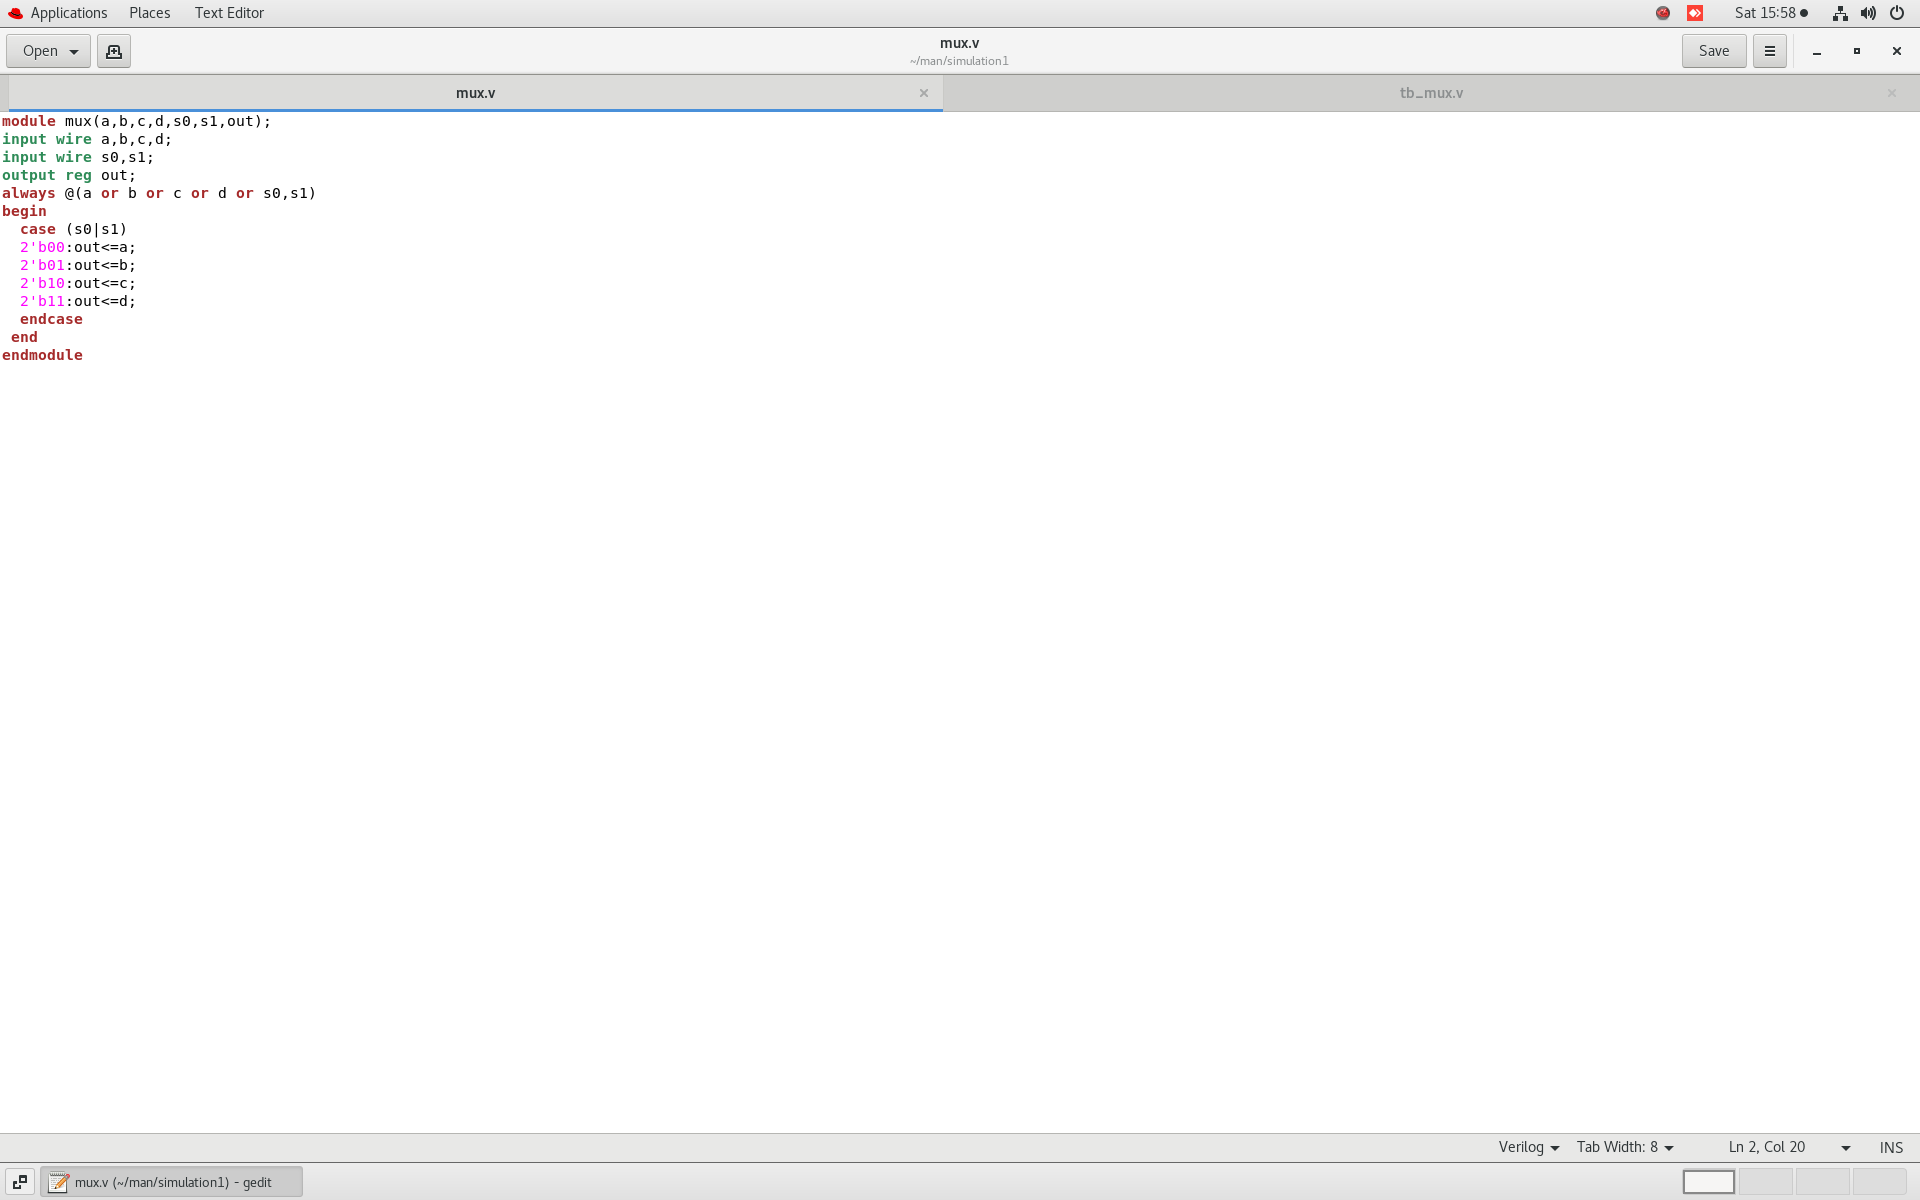 Applications Places Text Editor Sat 15:58
Open mux.v Save
~/man/simulation1
mux.v tb_mux.v
module mux(a,b,c,d,s0,s1,out);
input wire a,b,c,d;
input wire s0,s1;
output reg out;
always @(a or b or c or d or s0,s1)
begin
  case (s0|s1)
  2'b00:out<=a;
  2'b01:out<=b;
  2'b10:out<=c;
  2'b11:out<=d;
  endcase
 end
endmodule
Verilog Tab Width: 8 Ln 2, Col 20 INS
mux.v (~/man/simulation1) - gedit